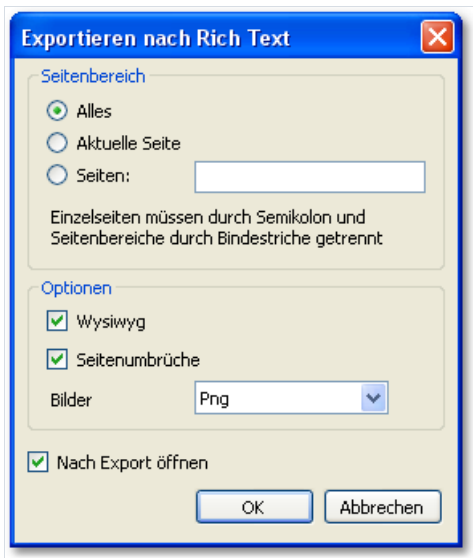 Exportieren nach Rich Text
Seitenbereich
Alles
Aktuelle Seite
Seiten:
Einzelseiten müssen durch Semikolon und
Seitenbereiche durch Bindestriche getrennt
Optionen
Wysiwyg
Seitenumbrüche
Bilder Png
Nach Export öffnen
OK Abbrechen